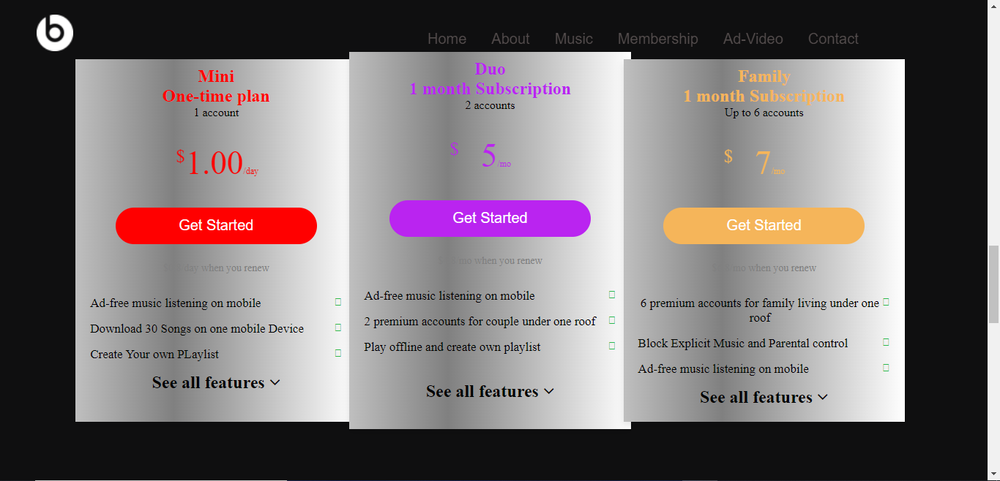 b
Home About Music Membership Ad-Video Contact
Mini
One-time plan
1 account
$1.00/day
Get Started
day when you renew
Ad-free music listening on mobile
Download 30 Songs on one mobile Device
Create Your own PLaylist
See all features
Duo
1 month Subscription
2 accounts
$ 5/mo
Get Started
mo when you renew
Ad-free music listening on mobile
2 premium accounts for couple under one roof
Play offline and create own playlist
See all features
Family
1 month Subscription
Up to 6 accounts
$ 7/mo
Get Started
mo when you renew
6 premium accounts for family living under one
roof
Block Explicit Music and Parental control
Ad-free music listening on mobile
See all features